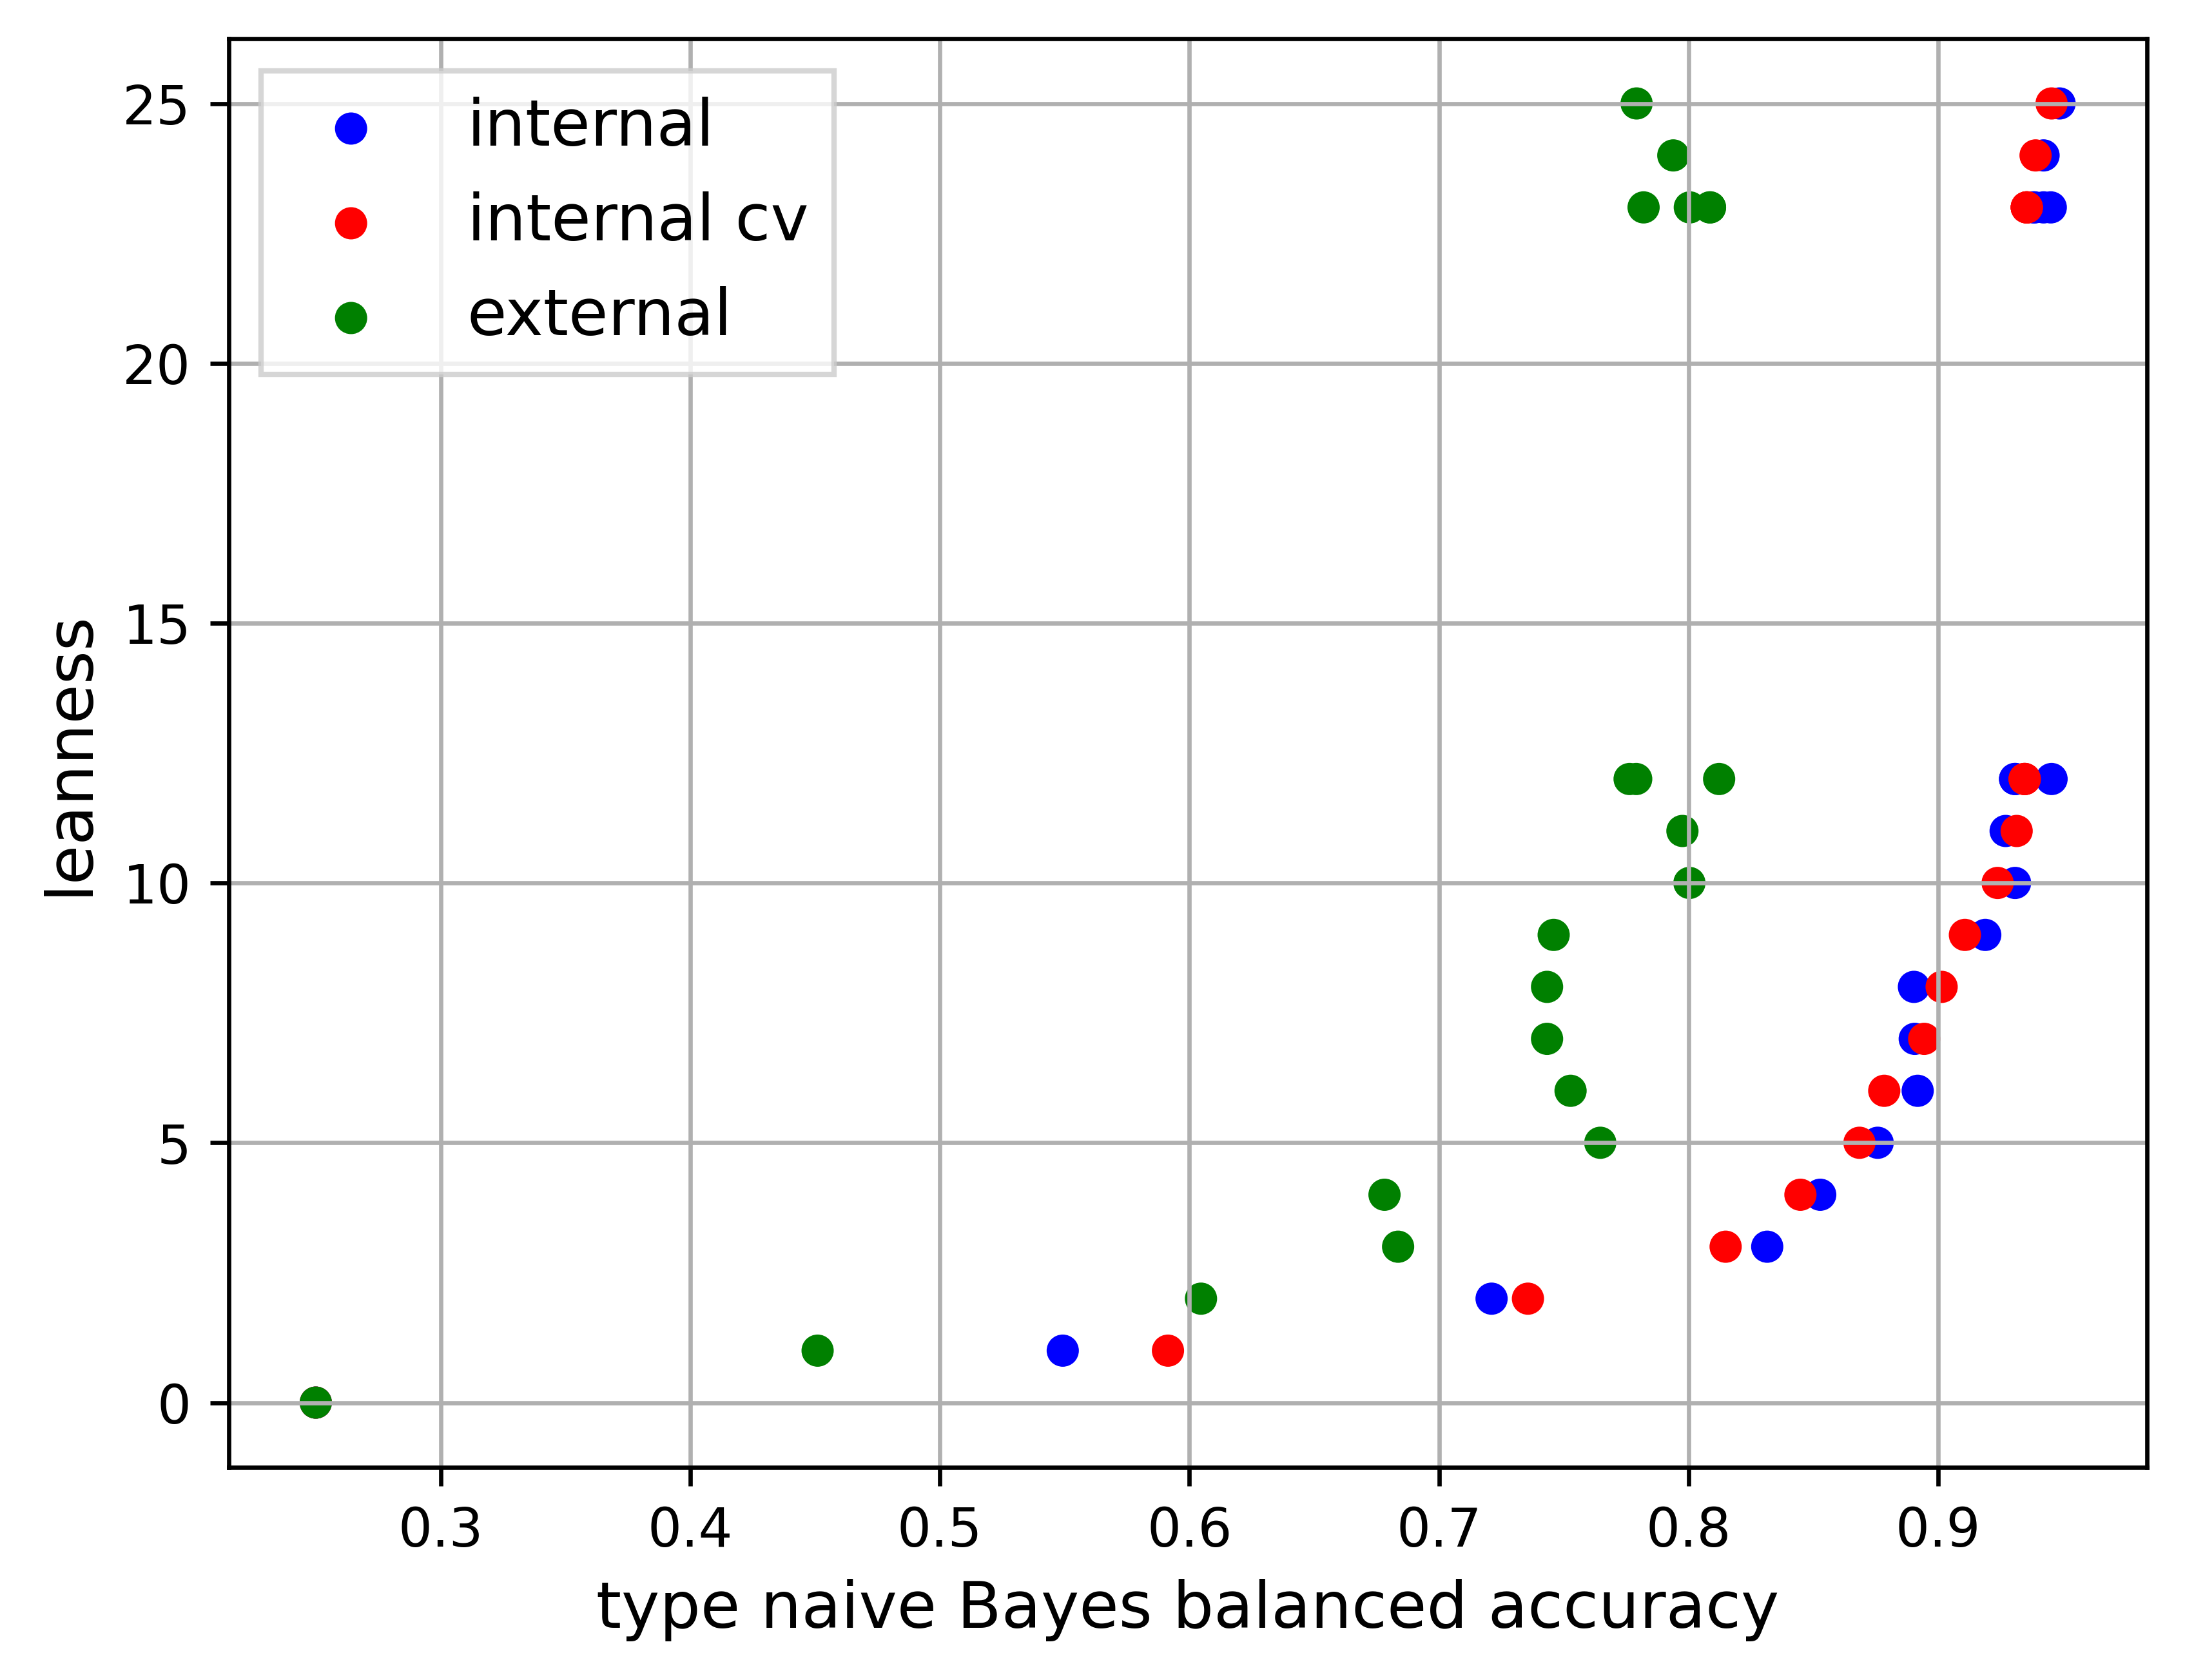 internal
internal cv
external
25
20
15
10
5
0
leanness
0.3 0.4 0.5 0.6 0.7 0.8 0.9
type naive Bayes balanced accuracy